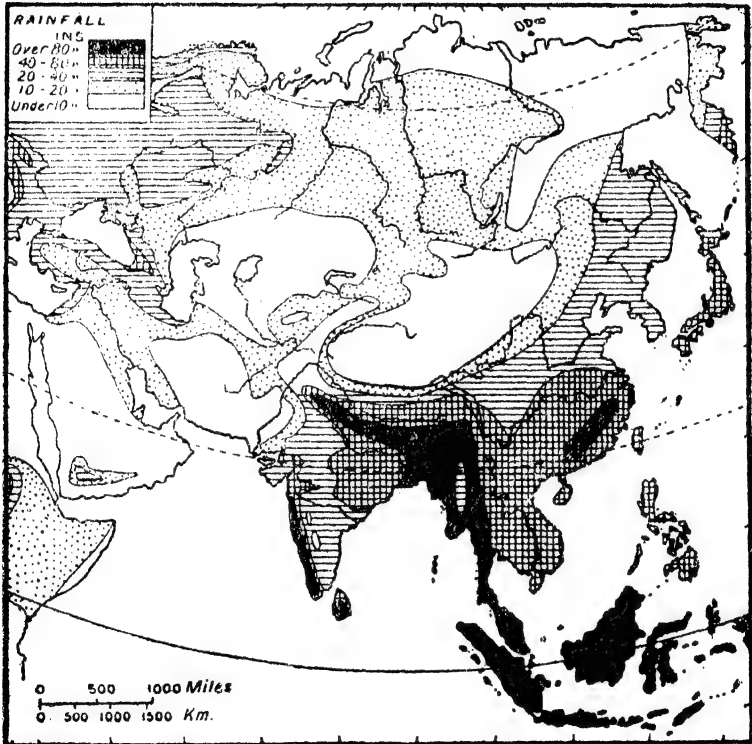 RAINFALL
INS
Over 80 "
40 - 80 "
20 - 40 "
10 - 20 "
Under 10 "
0 500 1000 Miles
0 500 1000 1500 Km.